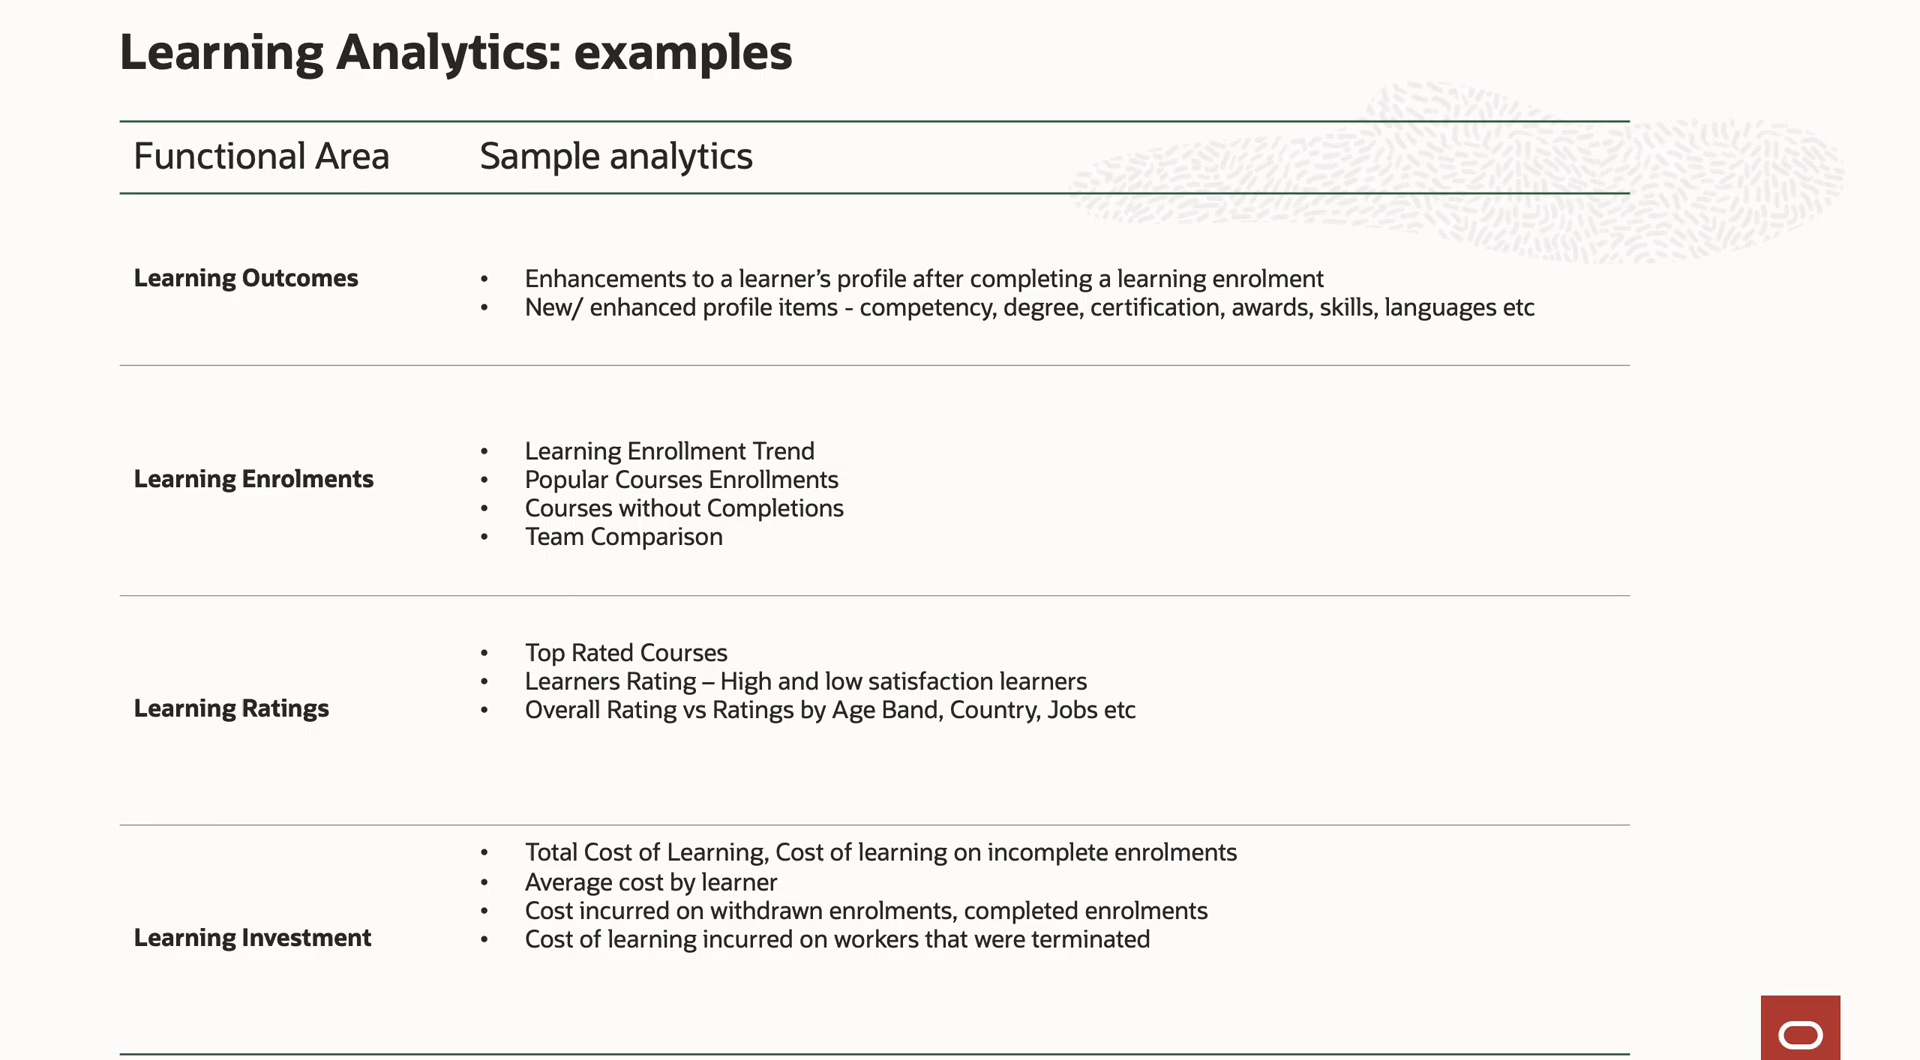 Learning Analytics: examples
Functional Area
Sample analytics
Learning Outcomes
• Enhancements to a learner’s profile after completing a learning enrolment
• New/ enhanced profile items - competency, degree, certification, awards, skills, languages etc
Learning Enrolments
• Learning Enrollment Trend
• Popular Courses Enrollments
• Courses without Completions
• Team Comparison
Learning Ratings
• Top Rated Courses
• Learners Rating – High and low satisfaction learners
• Overall Rating vs Ratings by Age Band, Country, Jobs etc
Learning Investment
• Total Cost of Learning, Cost of learning on incomplete enrolments
• Average cost by learner
• Cost incurred on withdrawn enrolments, completed enrolments
• Cost of learning incurred on workers that were terminated